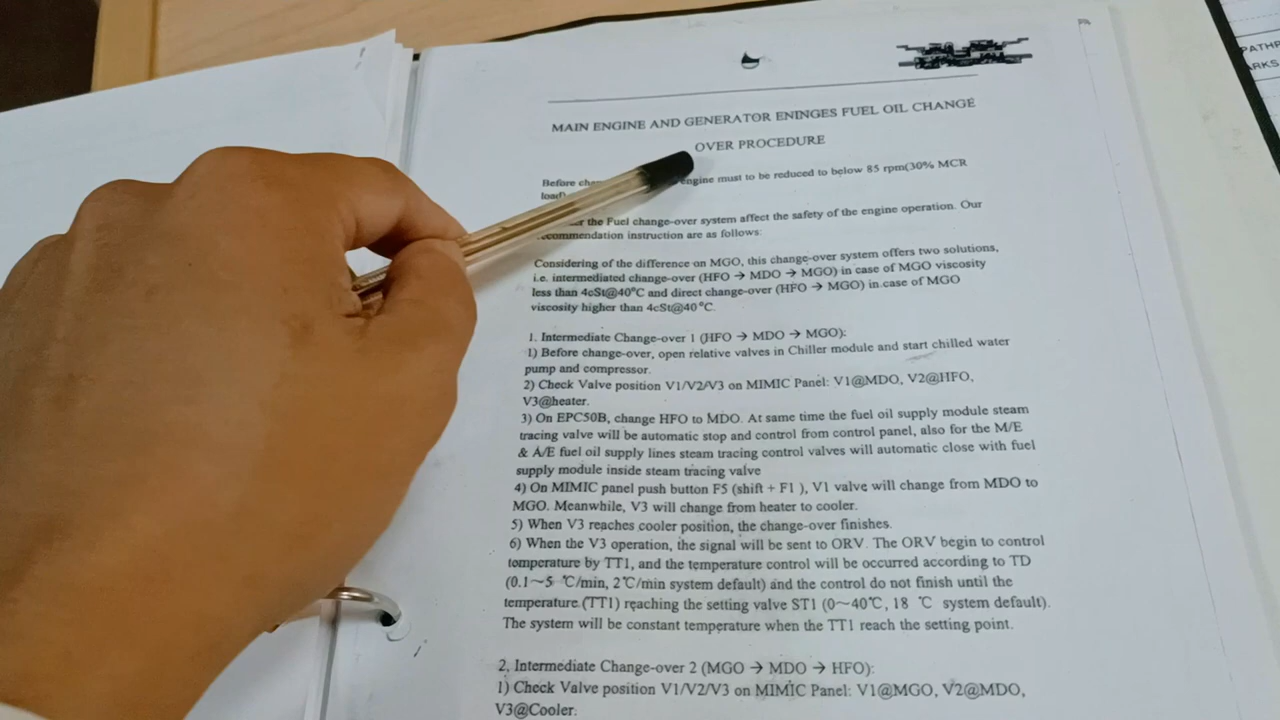 MAIN ENGINE AND GENERATOR ENINGES FUEL OIL CHANGE
OVER PROCEDURE
Before engine must to be reduced to below 85 rpm(30% MCR
the Fuel change-over system affect the safety of the engine operation. Our
recommendation instruction are as follows:
Considering of the difference on MGO, this change-over system offers two solutions,
i.e. intermediated change-over (HFO → MDO → MGO) in case of MGO viscosity
less than 4cSt@40°C and direct change-over (HFO → MGO) in case of MGO
viscosity higher than 4cSt@40°C.
1. Intermediate Change-over 1 (HFO → MDO → MGO):
1) Before change-over, open relative valves in Chiller module and start chilled water
pump and compressor.
2) Check Valve position V1/V2/V3 on MIMIC Panel: V1@MDO, V2@HFO,
V3@heater.
3) On EPC50B, change HFO to MDO. At same time the fuel oil supply module steam
tracing valve will be automatic stop and control from control panel, also for the M/E
& A/E fuel oil supply lines steam tracing control valves will automatic close with fuel
supply module inside steam tracing valve
4) On MIMIC panel push button F5 (shift + F1 ), V1 valve will change from MDO to
MGO. Meanwhile, V3 will change from heater to cooler.
5) When V3 reaches cooler position, the change-over finishes.
6) When the V3 operation, the signal will be sent to ORV. The ORV begin to control
temperature by TT1, and the temperature control will be occurred according to TD
(0.1～5 ℃/min, 2℃/min system default) and the control do not finish until the
temperature.(TT1) reaching the setting valve ST1 (0～40℃, 18 ℃ system default).
The system will be constant temperature when the TT1 reach the setting point.
2, Intermediate Change-over 2 (MGO → MDO → HFO):
1) Check Valve position V1/V2/V3 on MIMIC Panel: V1@MGO, V2@MDO,
V3@Cooler.